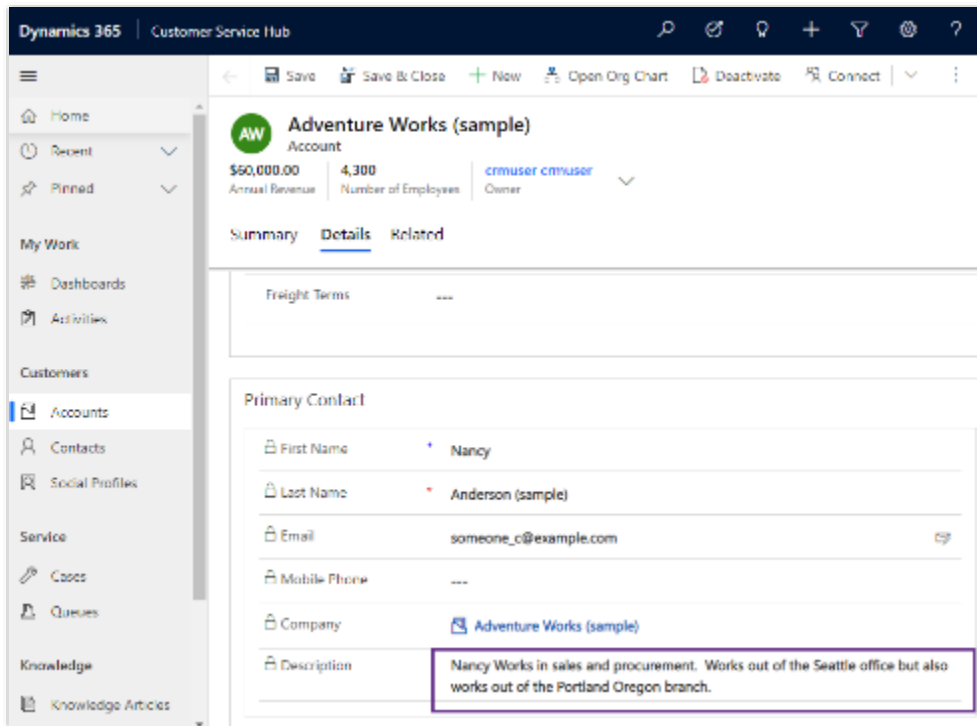 Dynamics 365 Customer Service Hub
Save Save & Close New Open Org Chart Deactivate Connect
Home
Recent
Pinned
My Work
Dashboards
Activities
Customers
Accounts
Contacts
Social Profiles
Service
Cases
Queues
Knowledge
Knowledge Articles
AW
Adventure Works (sample)
Account
$60,000.00 4,300 crmuser crmuser
Annual Revenue Number of Employees Owner
Summary Details Related
Freight Terms ---
Primary Contact
First Name * Nancy
Last Name * Anderson (sample)
Email someone_c@example.com
Mobile Phone ---
Company Adventure Works (sample)
Description Nancy Works in sales and procurement. Works out of the Seattle office but also
works out of the Portland Oregon branch.